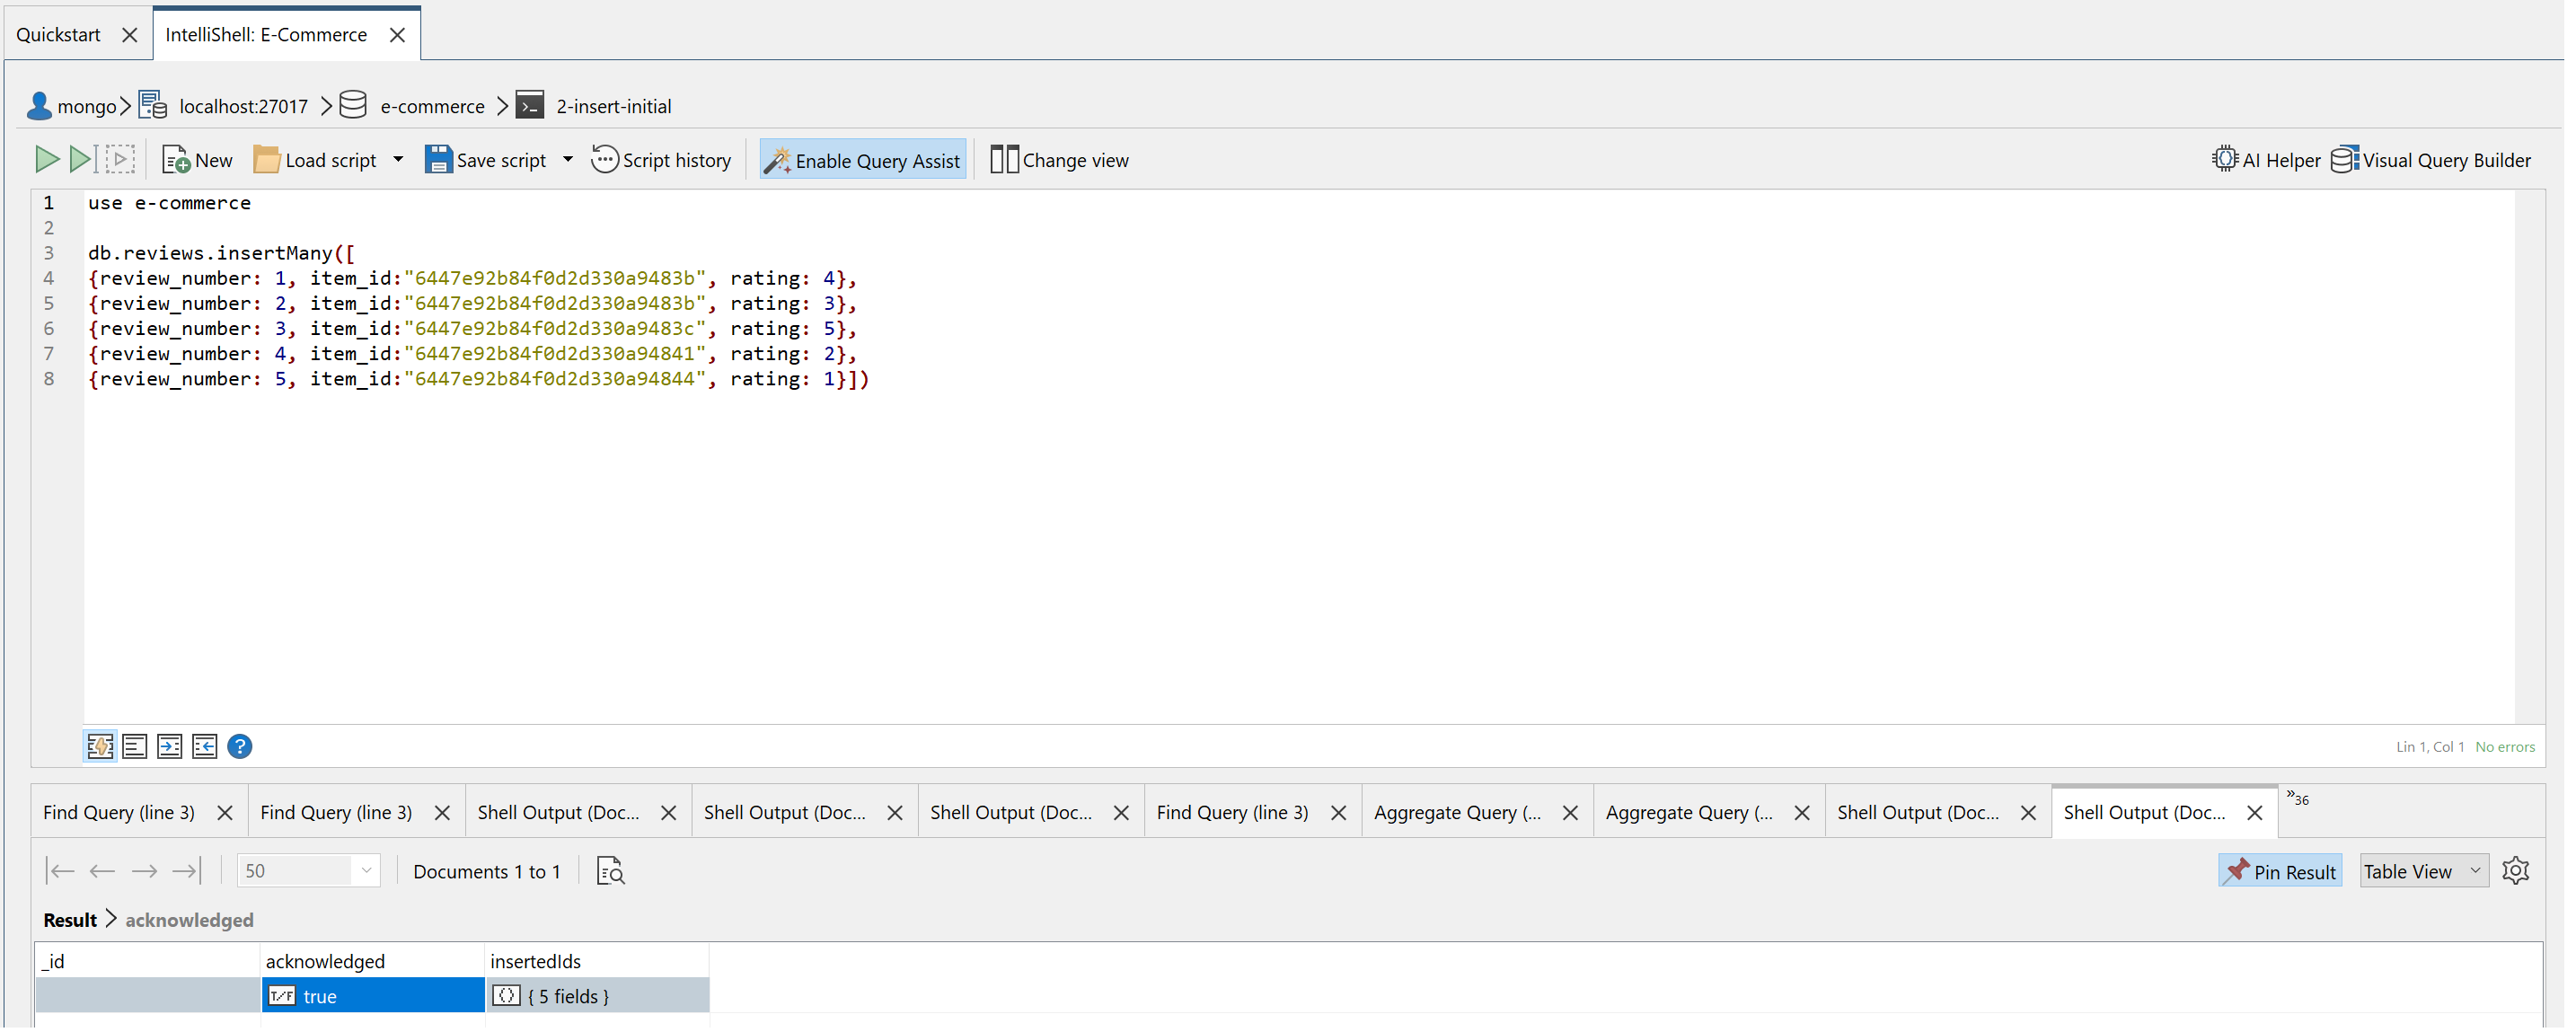 Quickstart
IntelliShell: E-Commerce
mongo localhost:27017 e-commerce 2-insert-initial
New Load script Save script Script history Enable Query Assist Change view AI Helper Visual Query Builder
1 use e-commerce
2
3 db.reviews.insertMany([
4 {review_number: 1, item_id:"6447e92b84f0d2d330a9483b", rating: 4},
5 {review_number: 2, item_id:"6447e92b84f0d2d330a9483b", rating: 3},
6 {review_number: 3, item_id:"6447e92b84f0d2d330a9483c", rating: 5},
7 {review_number: 4, item_id:"6447e92b84f0d2d330a94841", rating: 2},
8 {review_number: 5, item_id:"6447e92b84f0d2d330a94844", rating: 1}])
Lin 1, Col 1 No errors
Find Query (line 3) Find Query (line 3) Shell Output (Doc... Shell Output (Doc... Shell Output (Doc... Find Query (line 3) Aggregate Query (... Aggregate Query (... Shell Output (Doc... Shell Output (Doc... »36
50 Documents 1 to 1 Pin Result Table View
Result > acknowledged
_id acknowledged insertedIds
T/F true { 5 fields }